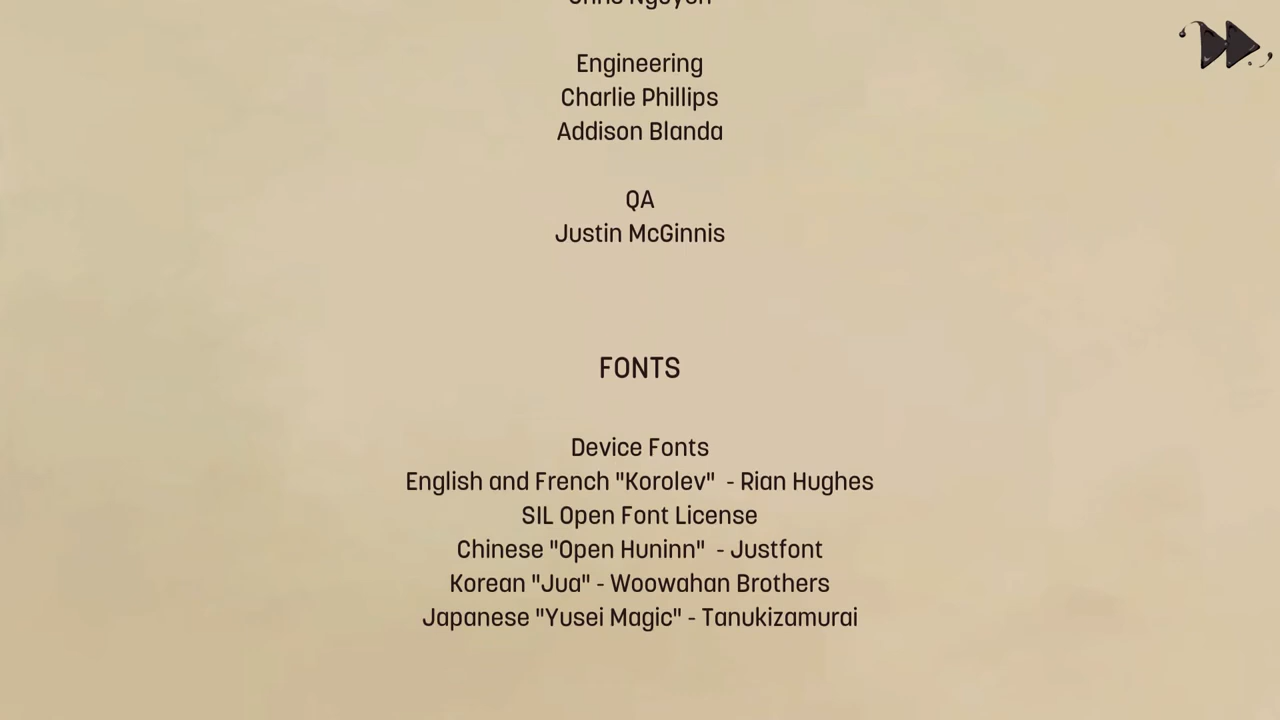 Engineering
Charlie Phillips
Addison Blanda
QA
Justin McGinnis
FONTS
Device Fonts
English and French "Korolev"  - Rian Hughes
SIL Open Font License
Chinese "Open Huninn"  - Justfont
Korean "Jua" - Woowahan Brothers
Japanese "Yusei Magic" - Tanukizamurai